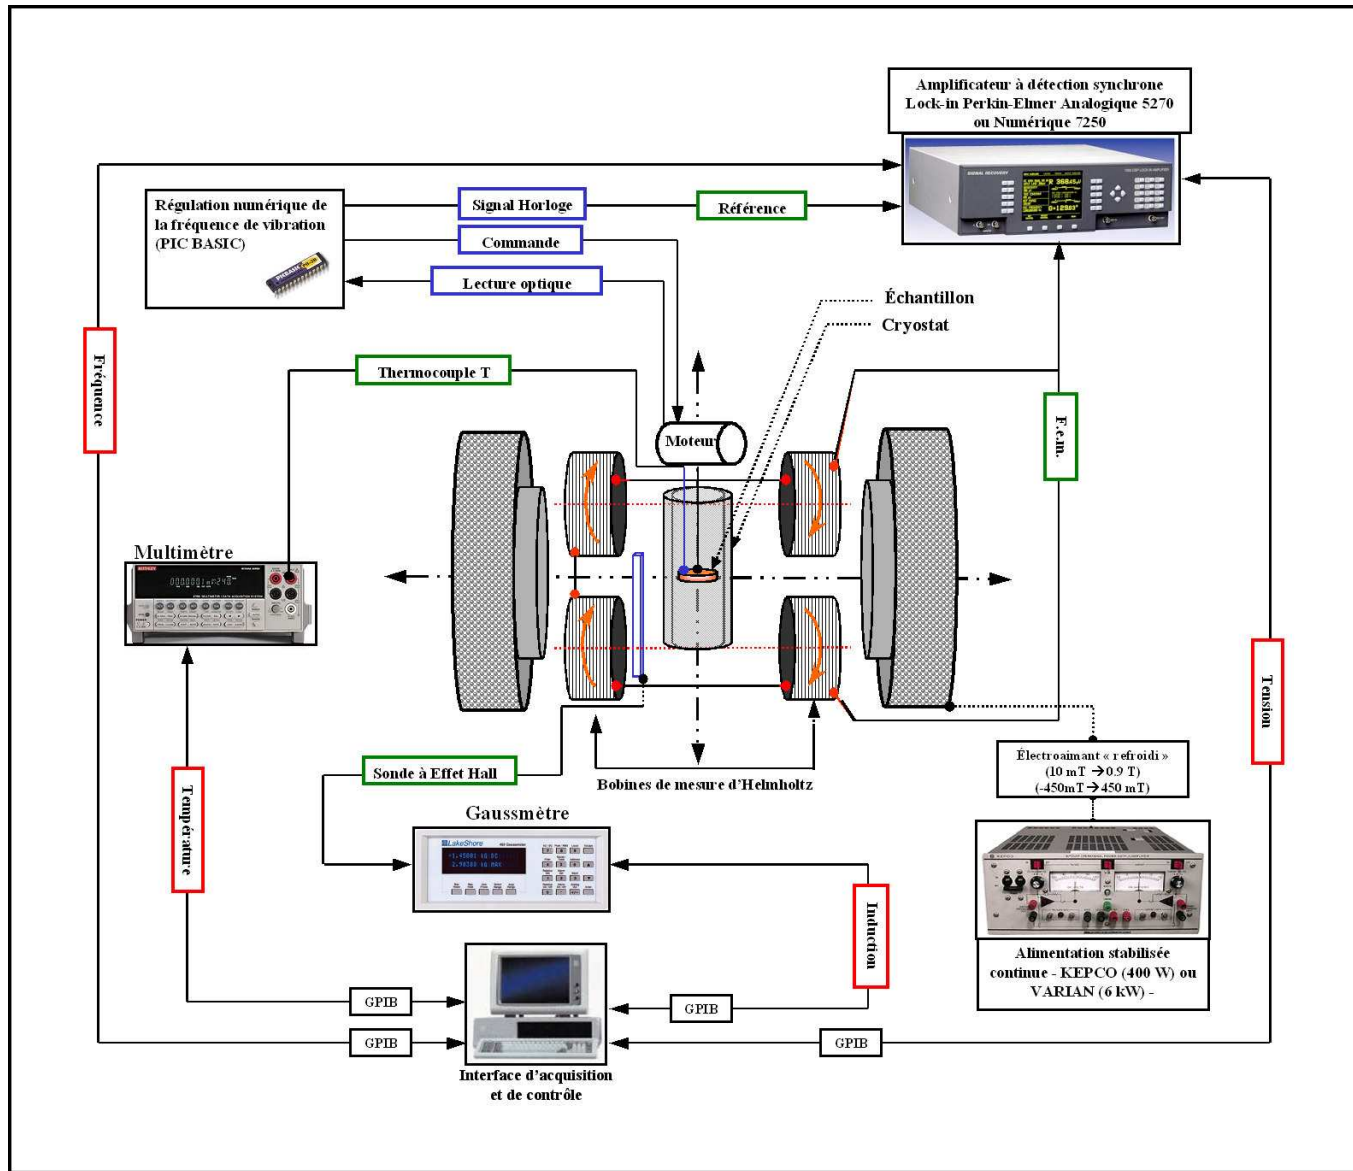 Amplificateur à détection synchrone
Lock-in Perkin-Elmer Analogique 5270
ou Numérique 7250
Régulation numérique de
la fréquence de vibration
(PIC BASIC)
Signal Horloge
Référence
Commande
Lecture optique
Échantillon
Cryostat
Fréquence
Thermocouple T
Moteur
F.e.m.
Multimètre
Tension
Électroaimant « refroidi »
(10 mT →0.9 T)
(-450mT→450 mT)
Sonde à Effet Hall
Bobines de mesure d'Helmholtz
Température
Gaussmètre
LakeShore
Induction
KEPCO
Alimentation stabilisée
continue - KEPCO (400 W) ou
VARIAN (6 kW) -
GPIB
GPIB
GPIB
GPIB
Interface d'acquisition
et de contrôle